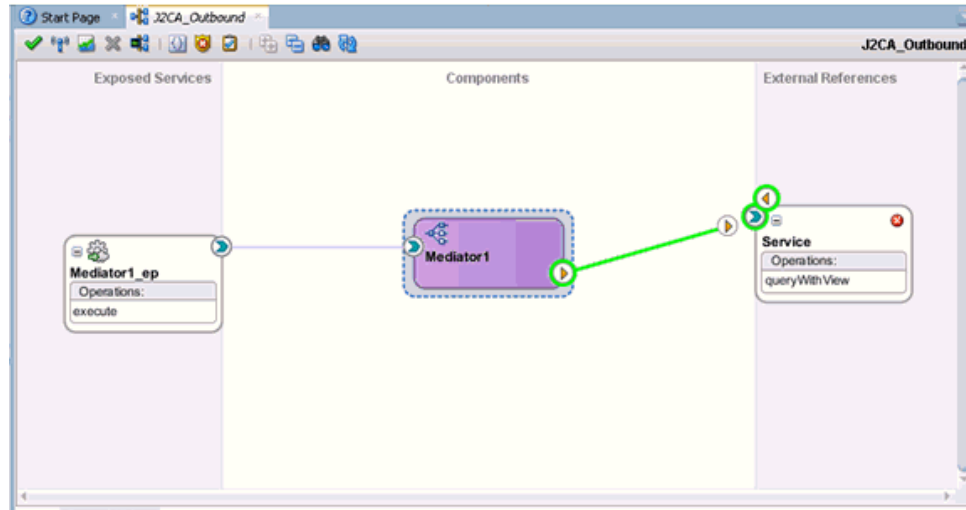 Start Page
J2CA_Outbound
J2CA_Outbound
Exposed Services
Components
External References
Mediator1_ep
Operations:
execute
Mediator1
Service
Operations:
queryWithView